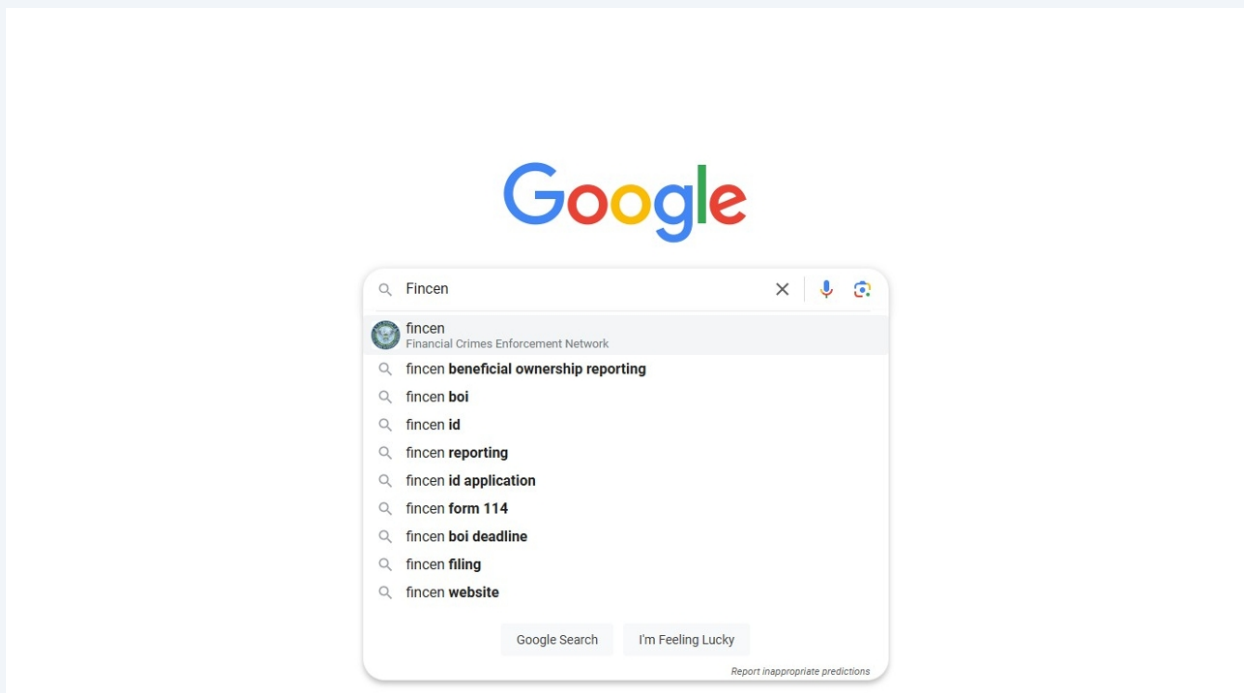 Google
Fincen
fincen
Financial Crimes Enforcement Network
fincen beneficial ownership reporting
fincen boi
fincen id
fincen reporting
fincen id application
fincen form 114
fincen boi deadline
fincen filing
fincen website
Google Search
I'm Feeling Lucky
Report inappropriate predictions